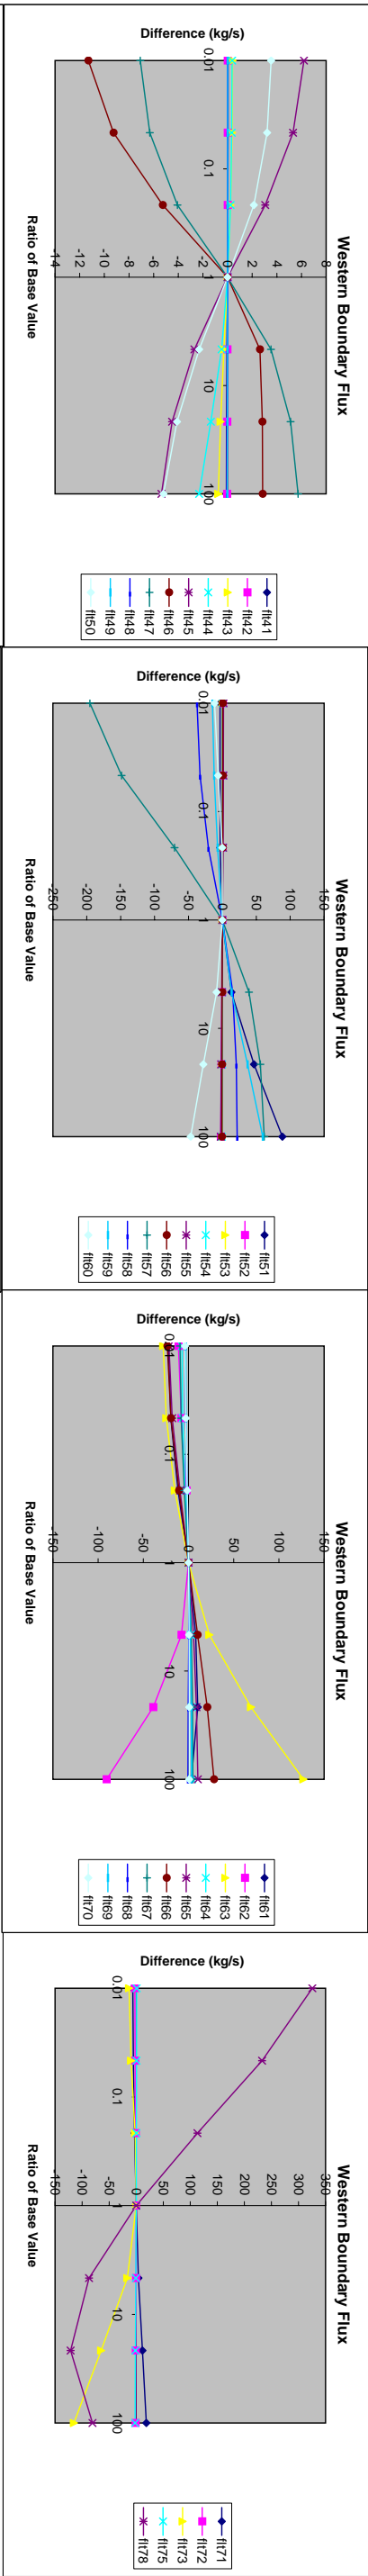 Western Boundary Flux
Difference (kg/s)
8
6
4
2
0
-2
-4
-6
-8
-10
-12
-14
0.01
0.1
1
10
100
Ratio of Base Value
flt41
flt42
flt43
flt44
flt45
flt46
flt47
flt48
flt49
flt50
Western Boundary Flux
Difference (kg/s)
150
100
50
0
-50
-100
-150
-200
-250
0.01
0.1
1
10
100
Ratio of Base Value
flt51
flt52
flt53
flt54
flt55
flt56
flt57
flt58
flt59
flt60
Western Boundary Flux
Difference (kg/s)
150
100
50
0
-50
-100
-150
0.01
0.1
1
10
100
Ratio of Base Value
flt61
flt62
flt63
flt64
flt65
flt66
flt67
flt68
flt69
flt70
Western Boundary Flux
Difference (kg/s)
350
300
250
200
150
100
50
0
-50
-100
-150
0.01
0.1
1
10
100
Ratio of Base Value
flt71
flt72
flt73
flt75
flt78